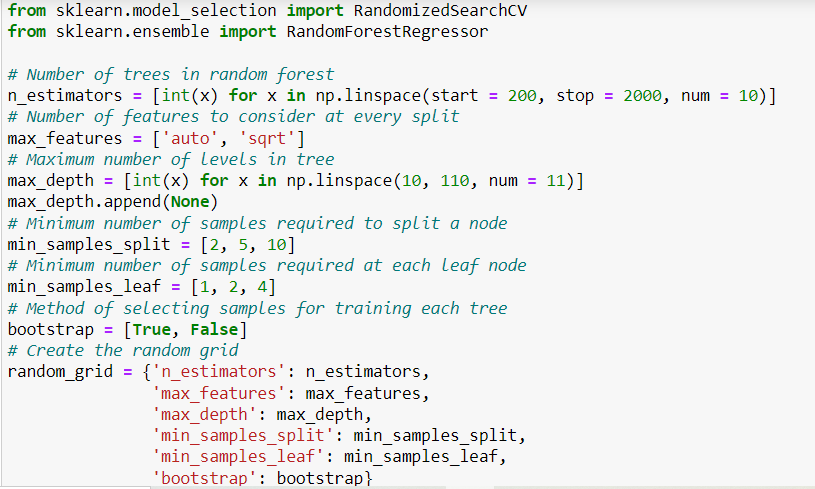 from sklearn.model_selection import RandomizedSearchCV
from sklearn.ensemble import RandomForestRegressor

# Number of trees in random forest
n_estimators = [int(x) for x in np.linspace(start = 200, stop = 2000, num = 10)]
# Number of features to consider at every split
max_features = ['auto', 'sqrt']
# Maximum number of levels in tree
max_depth = [int(x) for x in np.linspace(10, 110, num = 11)]
max_depth.append(None)
# Minimum number of samples required to split a node
min_samples_split = [2, 5, 10]
# Minimum number of samples required at each leaf node
min_samples_leaf = [1, 2, 4]
# Method of selecting samples for training each tree
bootstrap = [True, False]
# Create the random grid
random_grid = {'n_estimators': n_estimators,
               'max_features': max_features,
               'max_depth': max_depth,
               'min_samples_split': min_samples_split,
               'min_samples_leaf': min_samples_leaf,
               'bootstrap': bootstrap}